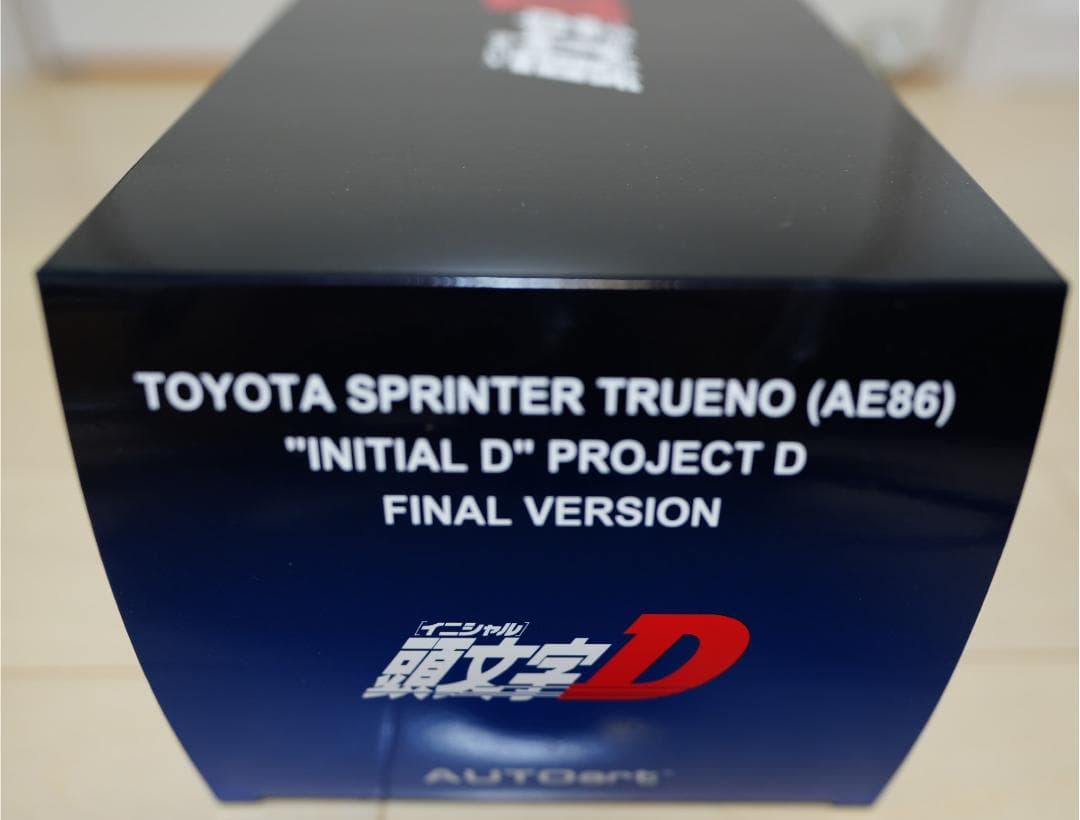 TOYOTA SPRINTER TRUENO (AE86)
"INITIAL D" PROJECT D
FINAL VERSION
[イニシャル]
頭文字D
AUTOart